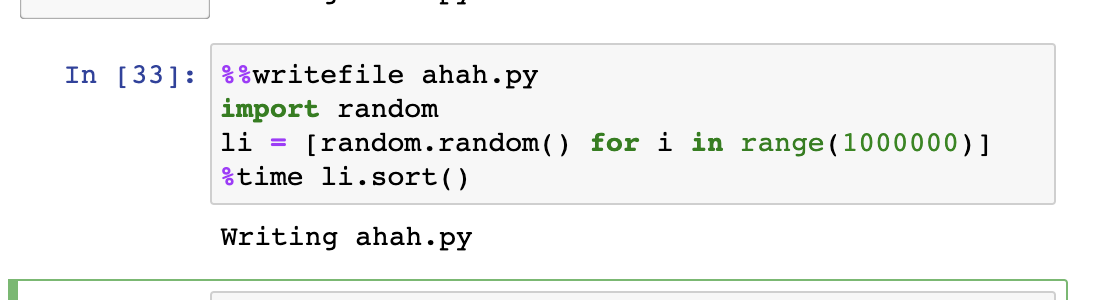 In [33]: %%writefile ahah.py
import random
li = [random.random() for i in range(1000000)]
%time li.sort()
Writing ahah.py